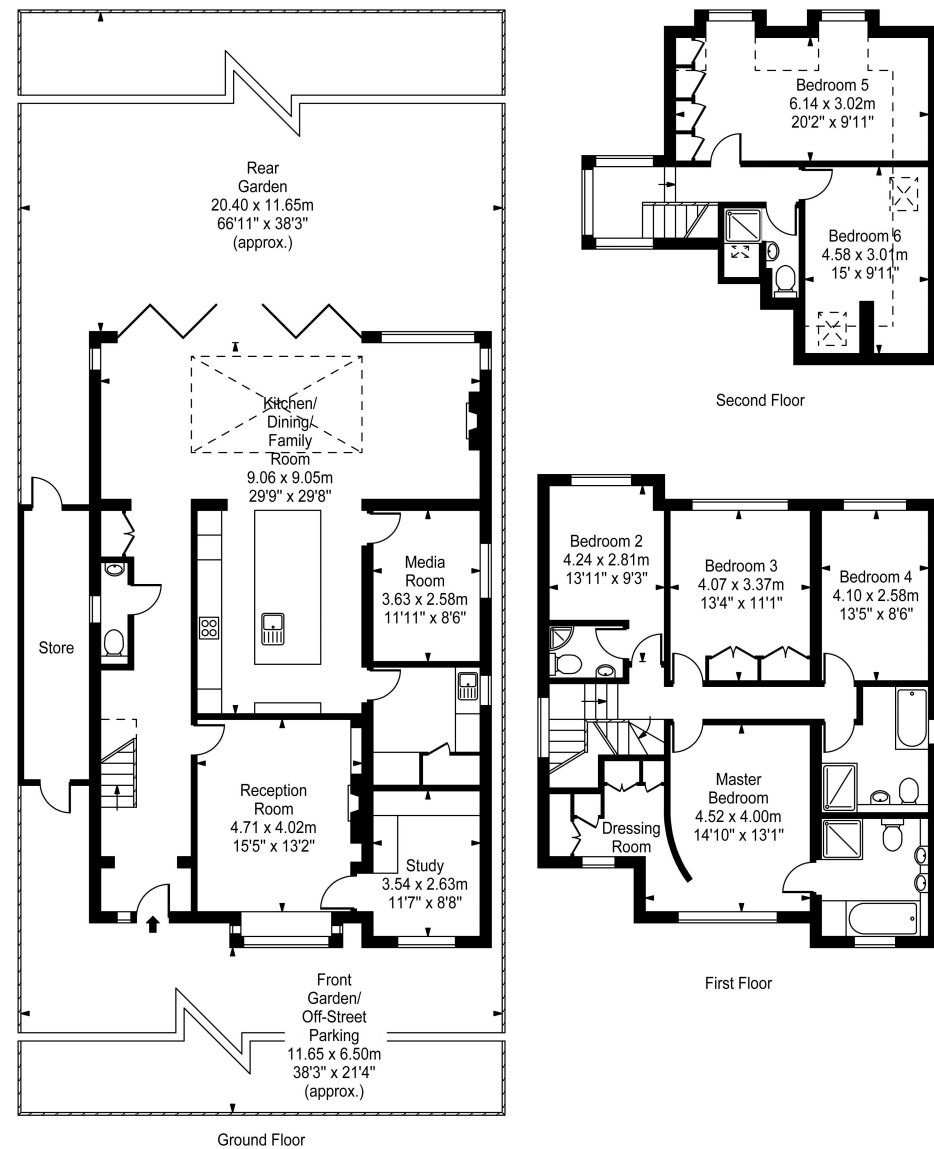 Rear
Garden
20.40 x 11.65m
66'11" x 38'3"
(approx.)
Kitchen/
Dining/
Family
Room
9.06 x 9.05m
29'9" x 29'8"
Media
Room
3.63 x 2.58m
11'11" x 8'6"
Store
Reception
Room
4.71 x 4.02m
15'5" x 13'2"
Study
3.54 x 2.63m
11'7" x 8'8"
Front
Garden/
Off-Street
Parking
11.65 x 6.50m
38'3" x 21'4"
(approx.)
Ground Floor
Bedroom 5
6.14 x 3.02m
20'2" x 9'11"
Bedroom 6
4.58 x 3.01m
15' x 9'11"
Second Floor
Bedroom 2
4.24 x 2.81m
13'11" x 9'3"
Bedroom 3
4.07 x 3.37m
13'4" x 11'1"
Bedroom 4
4.10 x 2.58m
13'5" x 8'6"
Master
Bedroom
4.52 x 4.00m
14'10" x 13'1"
Dressing
Room
First Floor